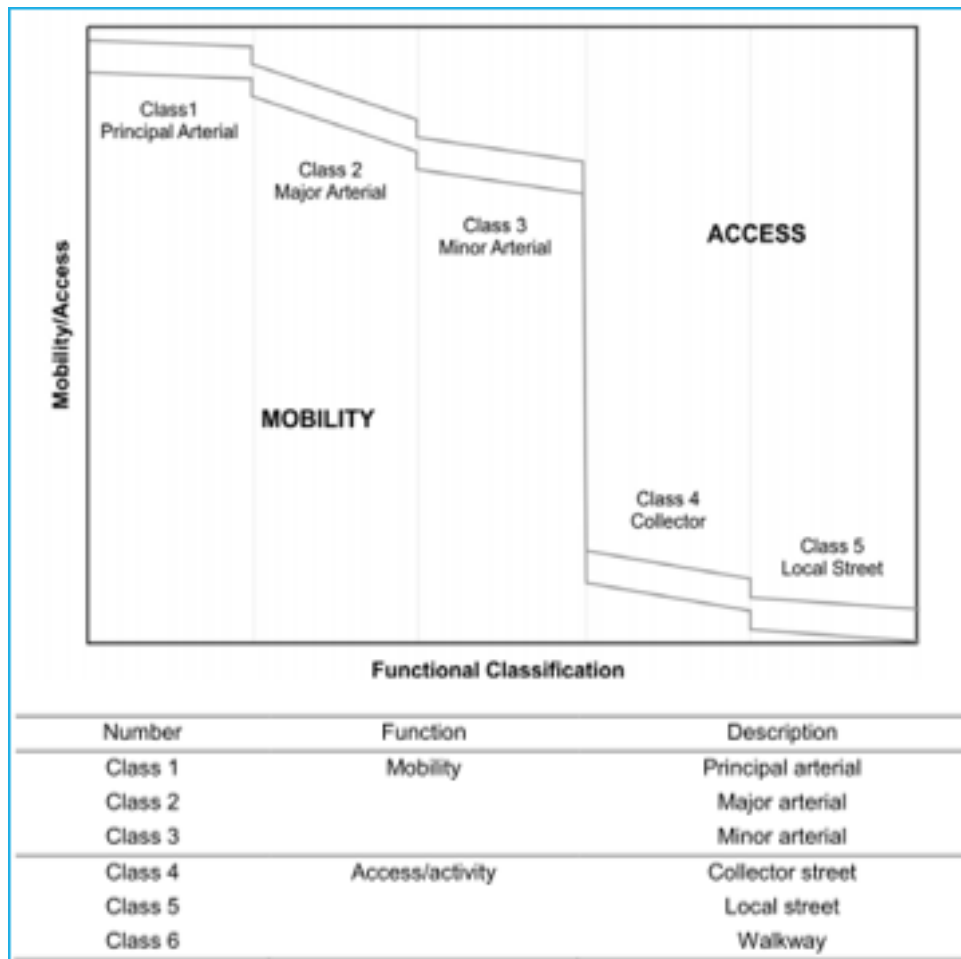 Class1
Principal Arterial
Class 2
Major Arterial
Class 3
Minor Arterial
ACCESS
Mobility/Access
MOBILITY
Class 4
Collector
Class 5
Local Street
Functional Classification
Number Function Description
Class 1 Mobility Principal arterial
Class 2 Major arterial
Class 3 Minor arterial
Class 4 Access/activity Collector street
Class 5 Local street
Class 6 Walkway